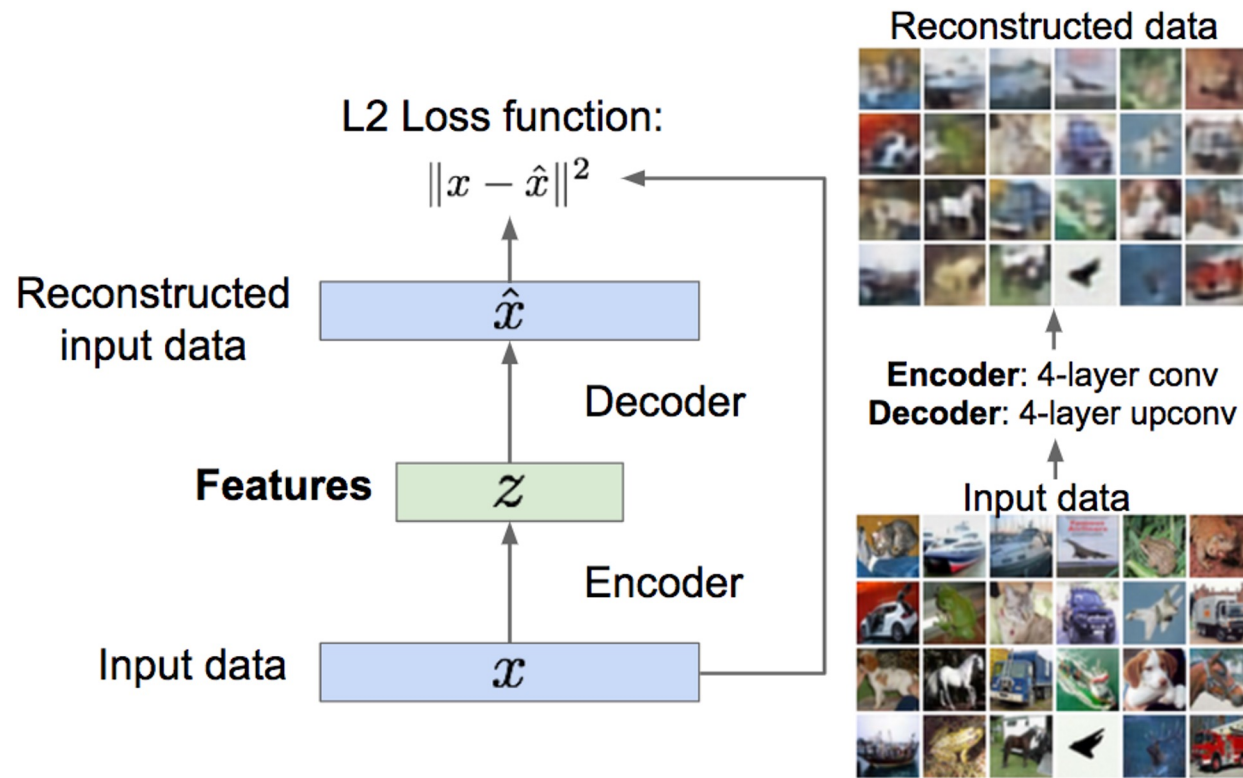 Reconstructed data
L2 Loss function:
‖x − x̂‖²
Reconstructed
input data
x̂
Decoder
Features
z
Encoder
Input data
x
Encoder: 4-layer conv
Decoder: 4-layer upconv
Input data